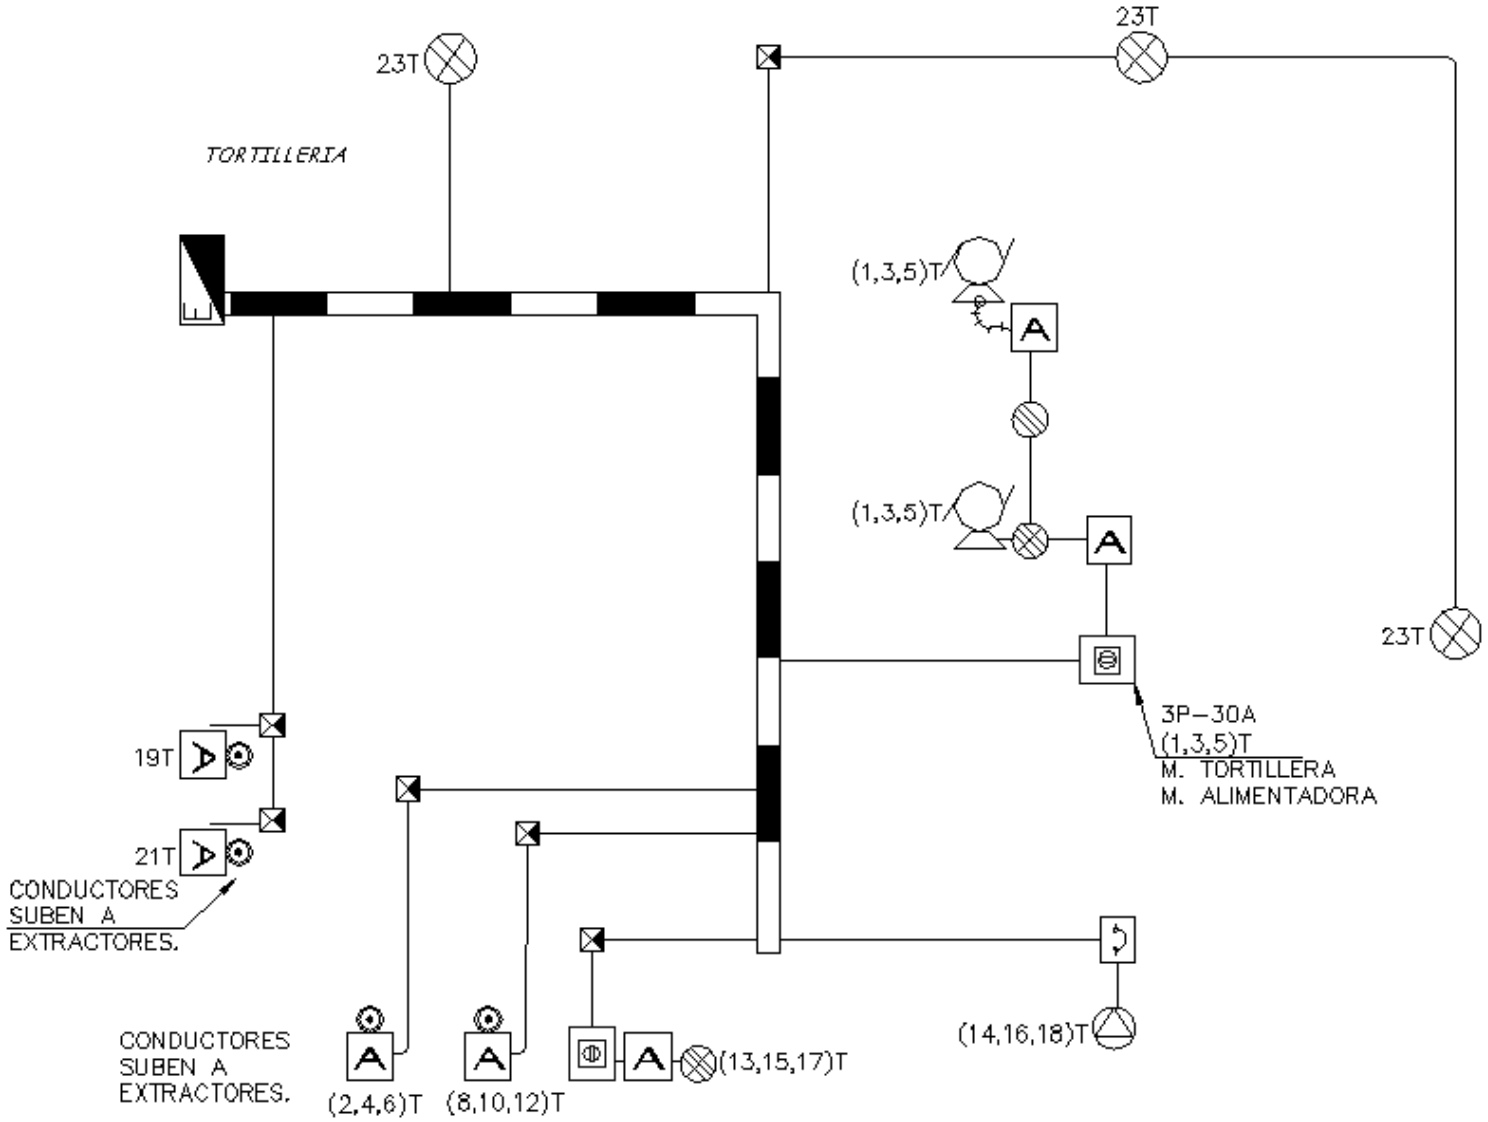 23T
23T
TORTILLERIA
E
(1,3,5)T
A
(1,3,5)T
A
23T
3P-30A
(1,3,5)T
M. TORTILLERA
M. ALIMENTADORA
19T
A
21T
A
CONDUCTORES
SUBEN A
EXTRACTORES.
CONDUCTORES
SUBEN A
EXTRACTORES.
A
(2,4,6)T
A
(8,10,12)T
A
(13,15,17)T
(14,16,18)T